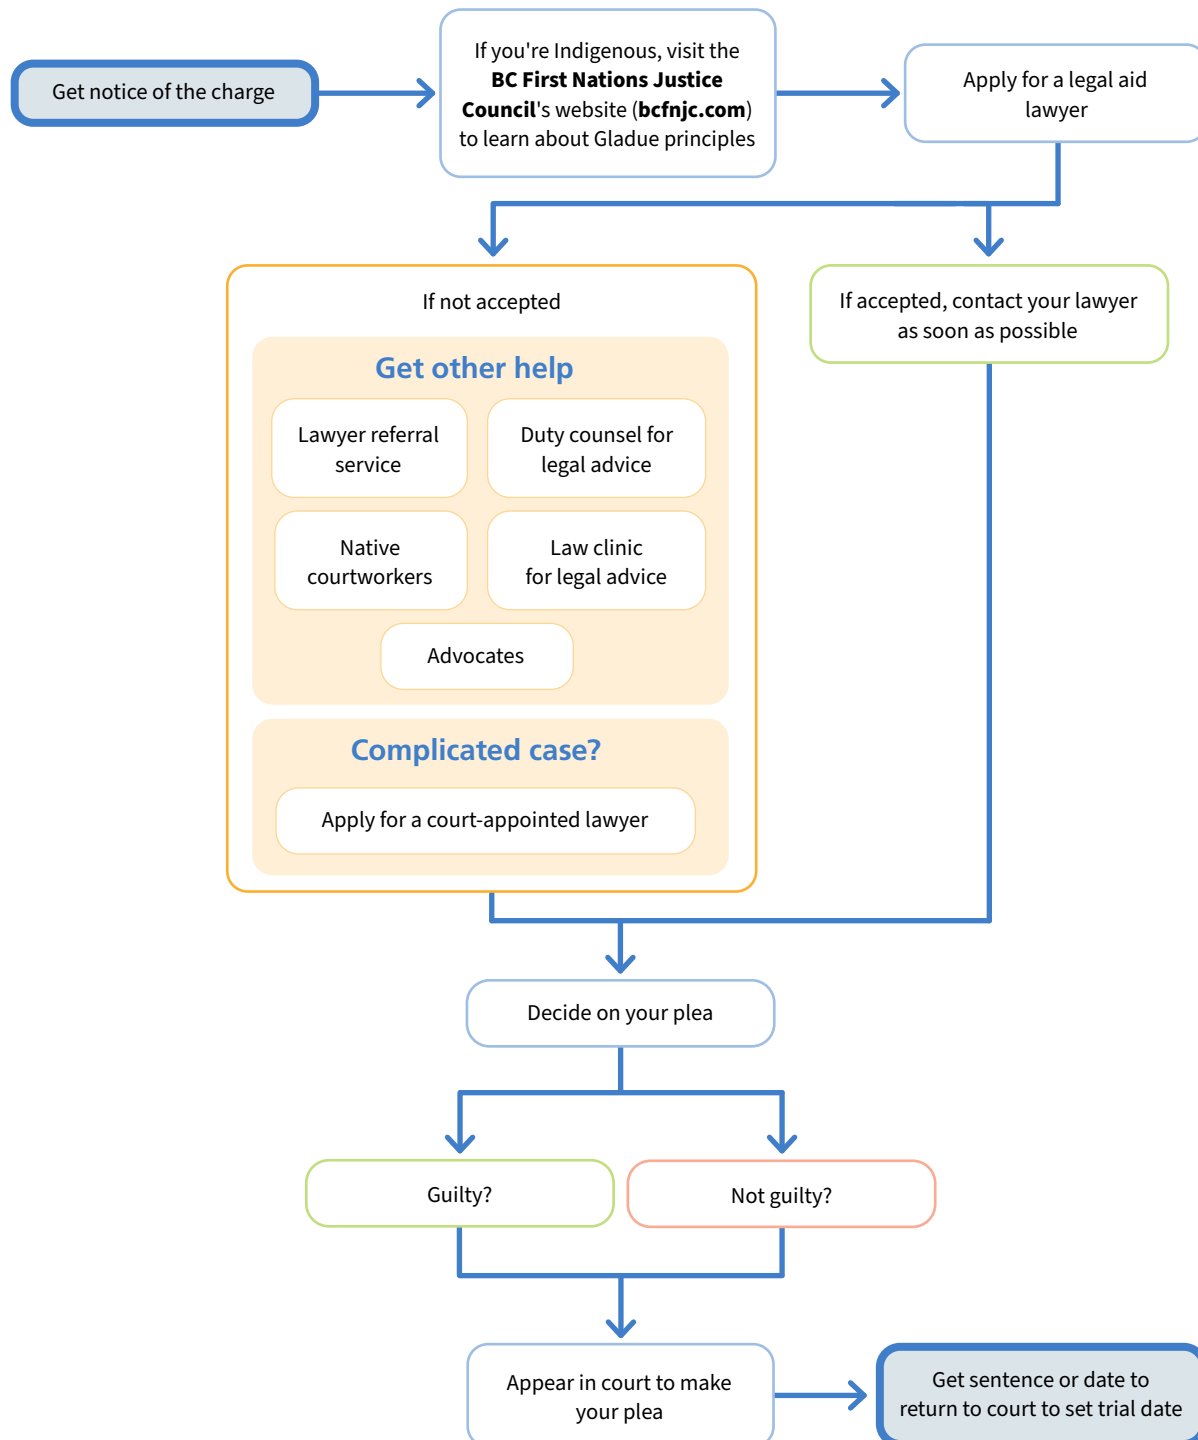 Get notice of the charge
If you're Indigenous, visit the
BC First Nations Justice
Council's website (bcfnjc.com)
to learn about Gladue principles
Apply for a legal aid
lawyer
If not accepted
Get other help
Lawyer referral
service
Duty counsel for
legal advice
Native
courtworkers
Law clinic
for legal advice
Advocates
Complicated case?
Apply for a court-appointed lawyer
If accepted, contact your lawyer
as soon as possible
Decide on your plea
Guilty?
Not guilty?
Appear in court to make
your plea
Get sentence or date to
return to court to set trial date